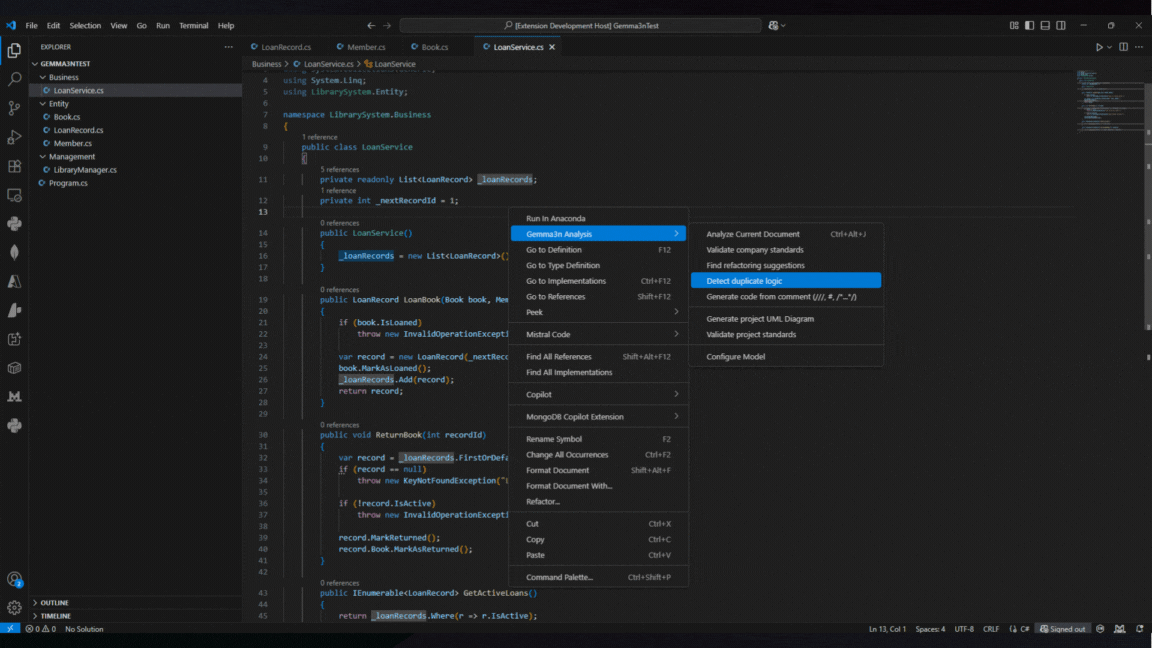 File Edit Selection View Go Run Terminal Help
[Extension Development Host] Gemma3nTest
EXPLORER
GEMMA3NTEST
Business
LoanService.cs
Entity
Book.cs
LoanRecord.cs
Member.cs
Management
LibraryManager.cs
Program.cs
OUTLINE
TIMELINE
LoanRecord.cs Member.cs Book.cs LoanService.cs
Business > LoanService.cs > LoanService
4 using System.Linq;
5 using LibrarySystem.Entity;
6
7 namespace LibrarySystem.Business
8 {
1 reference
9 public class LoanService
10 {
5 references
11 private readonly List<LoanRecord> _loanRecords;
1 reference
12 private int _nextRecordId = 1;
13
0 references
14 public LoanService()
15 {
16 _loanRecords = new List<LoanRecord>()
17 }
18
0 references
19 public LoanRecord LoanBook(Book book, Mem
20 {
21 if (book.IsLoaned)
22 throw new InvalidOperationExcepti
23
24 var record = new LoanRecord(_nextReco
25 book.MarkAsLoaned();
26 _loanRecords.Add(record);
27 return record;
28 }
29
0 references
30 public void ReturnBook(int recordId)
31 {
32 var record = _loanRecords.FirstOrDefa
33 if (record == null)
34 throw new KeyNotFoundException("
35
36 if (!record.IsActive)
37 throw new InvalidOperationExcepti
38
39 record.MarkReturned();
40 record.Book.MarkAsReturned();
41 }
42
0 references
43 public IEnumerable<LoanRecord> GetActiveLoans()
44 {
45 return _loanRecords.Where(r => r.IsActive);
Run In Anaconda
Gemma3n Analysis
Go to Definition F12
Go to Type Definition
Go to Implementations Ctrl+F12
Go to References Shift+F12
Peek
Mistral Code
Find All References Shift+Alt+F12
Find All Implementations
Copilot
MongoDB Copilot Extension
Rename Symbol F2
Change All Occurrences Ctrl+F2
Format Document Shift+Alt+F
Format Document With...
Refactor...
Cut Ctrl+X
Copy Ctrl+C
Paste Ctrl+V
Command Palette... Ctrl+Shift+P
Analyze Current Document Ctrl+Alt+J
Validate company standards
Find refactoring suggestions
Detect duplicate logic
Generate code from comment (///, #, /*...*/)
Generate project UML Diagram
Validate project standards
Configure Model
2
0 0 0 No Solution
Ln 13, Col 1 Spaces: 4 UTF-8 CRLF {} C# Signed out